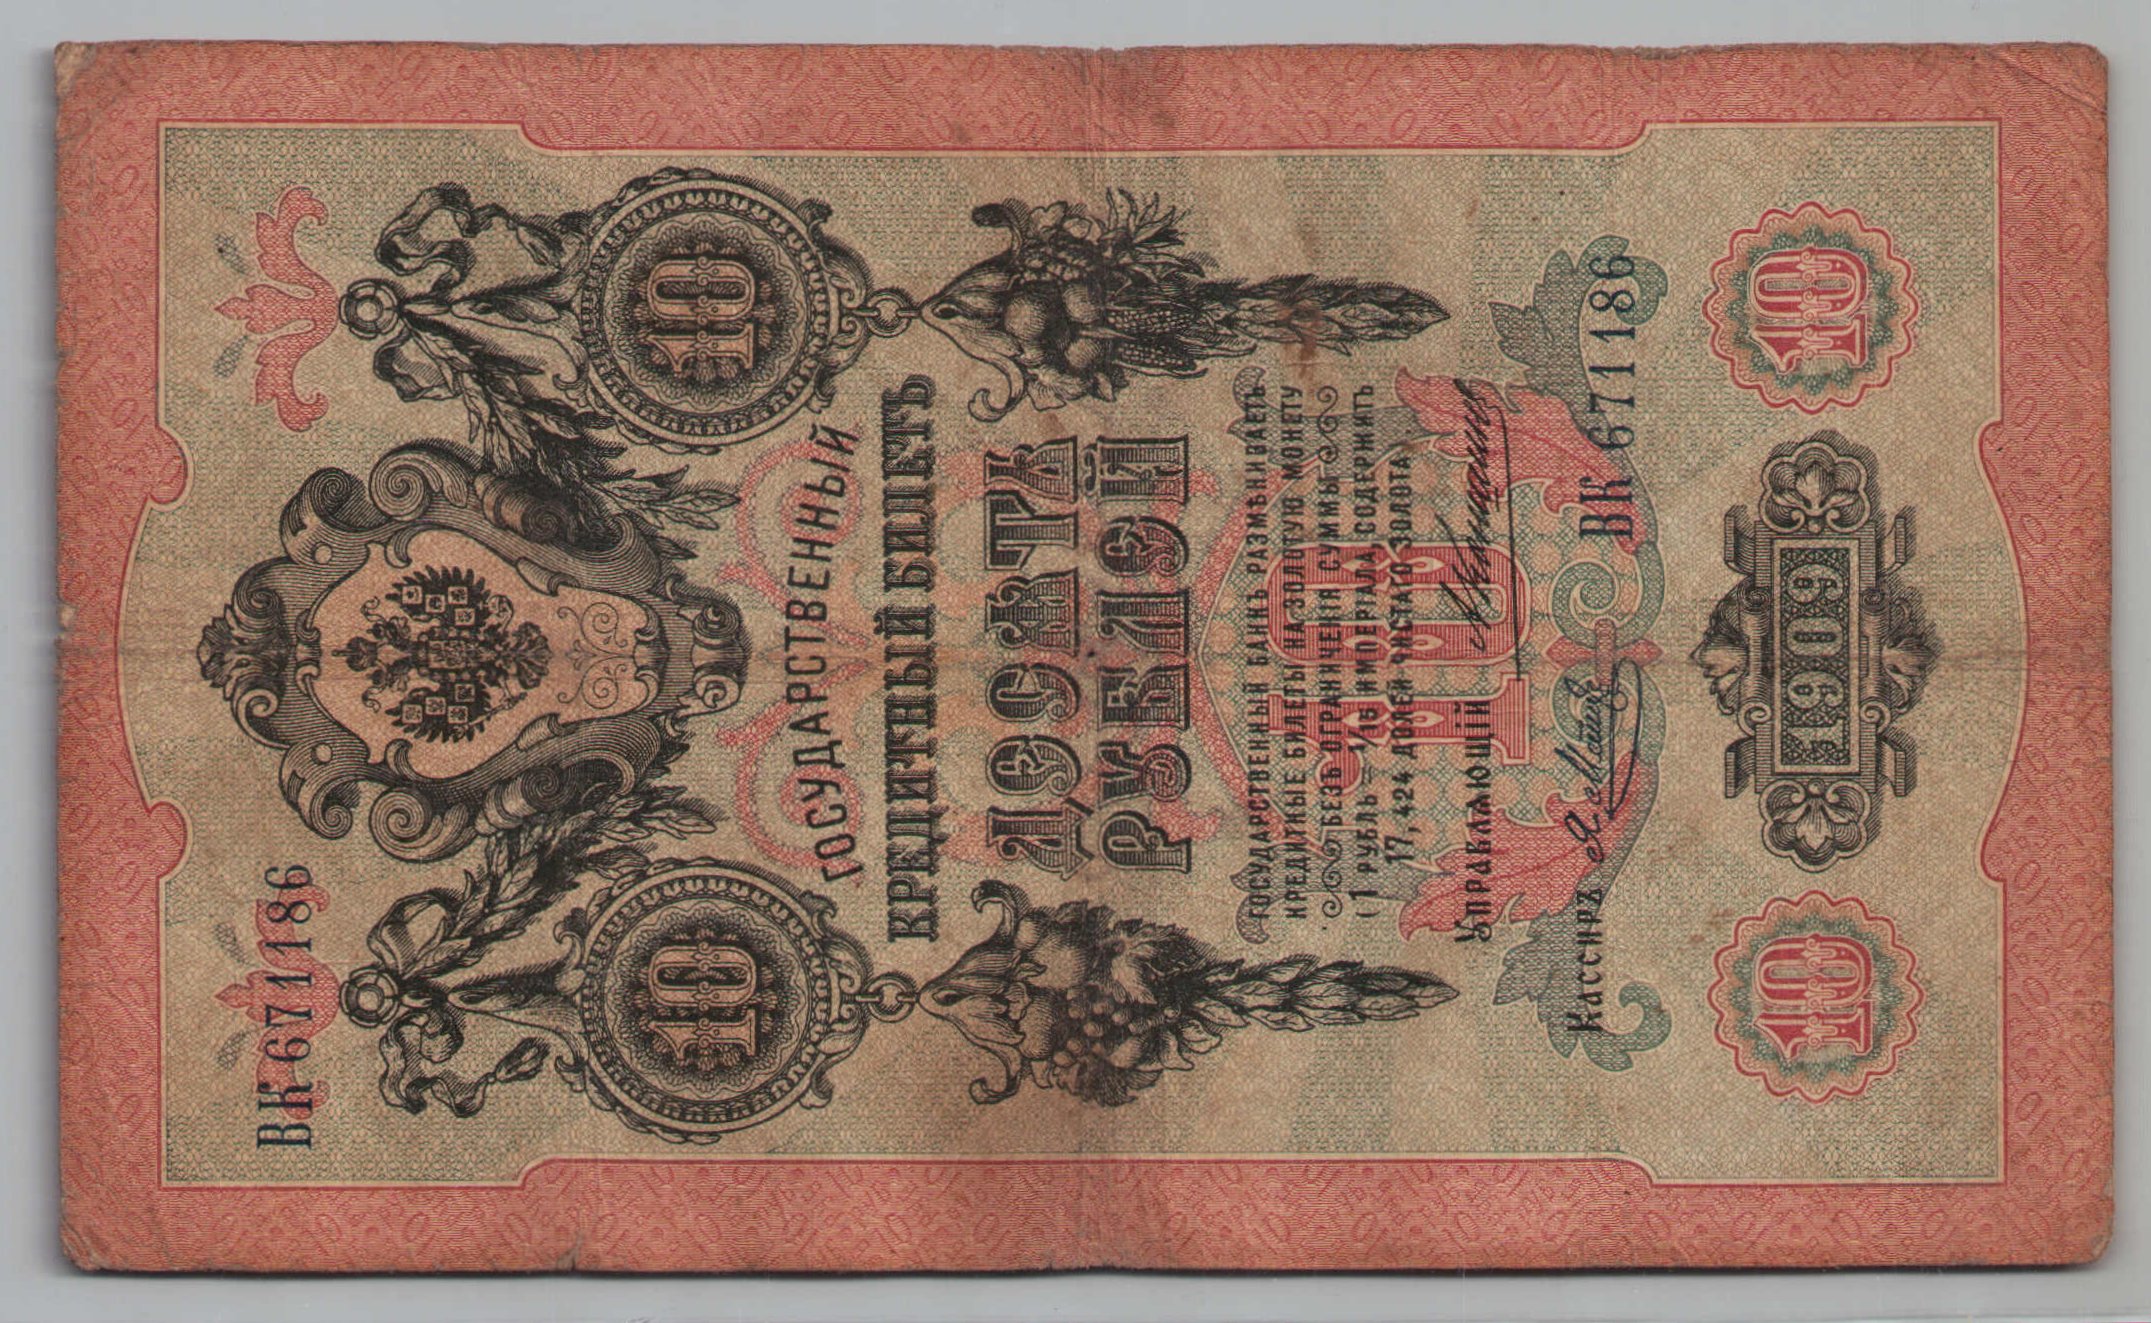 ВК 671186
10
10
ГОСУДАРСТВЕННЫЙ
КРЕДИТНЫЙ БИЛЕТЪ
ДЕСЯТЬ
РУБЛЕЙ
ГОСУДАРСТВЕННЫЙ БАНКЪ РАЗМѢНИВАЕТЪ
КРЕДИТНЫЕ БИЛЕТЫ НА ЗОЛОТУЮ МОНЕТУ
БЕЗЪ ОГРАНИЧЕНІЯ СУММЫ
(1 РУБЛЬ = 1/15 ИМПЕРІАЛА, СОДЕРЖИТЪ
17,424 ДОЛЕЙ ЧИСТАГО ЗОЛОТА)
10
Управляющій
Кассиръ
ВК 671186
10
1909
10